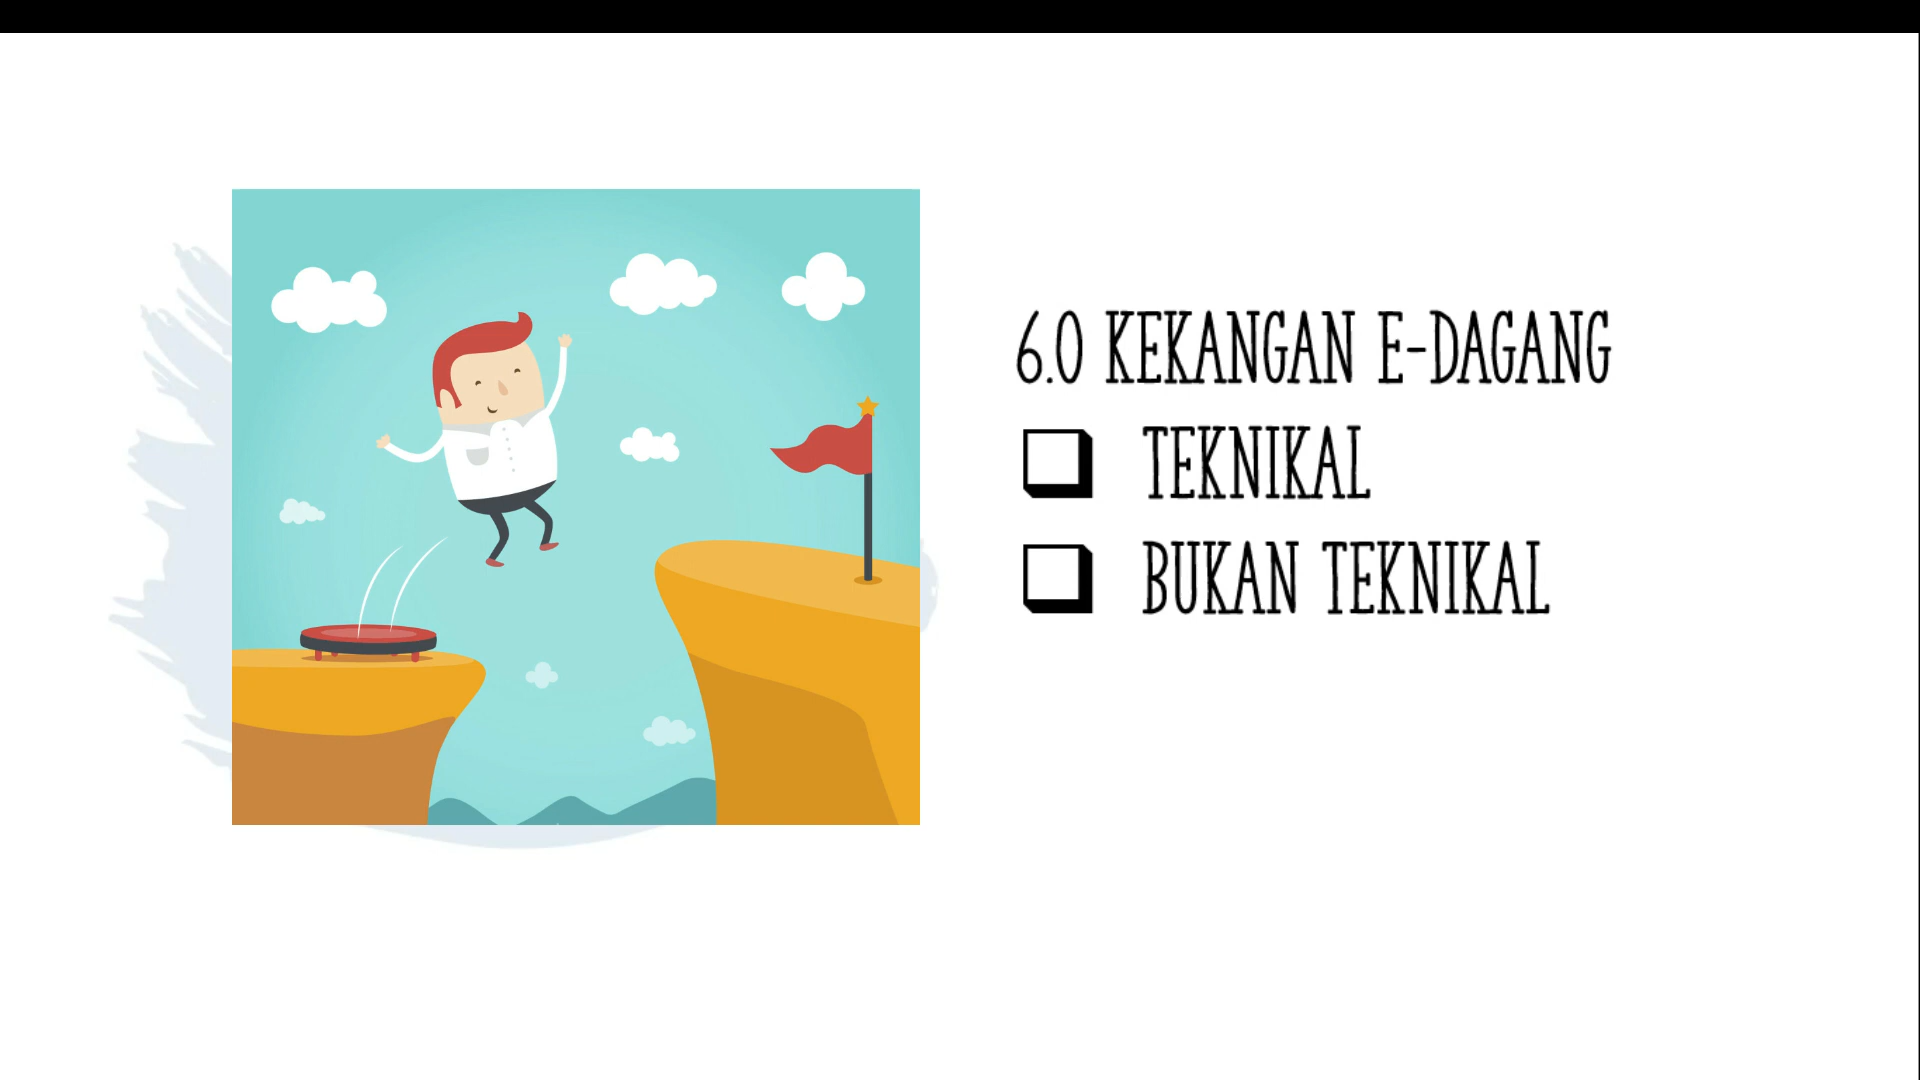 6.0 KEKANGAN E-DAGANG
❑ TEKNIKAL
❑ BUKAN TEKNIKAL